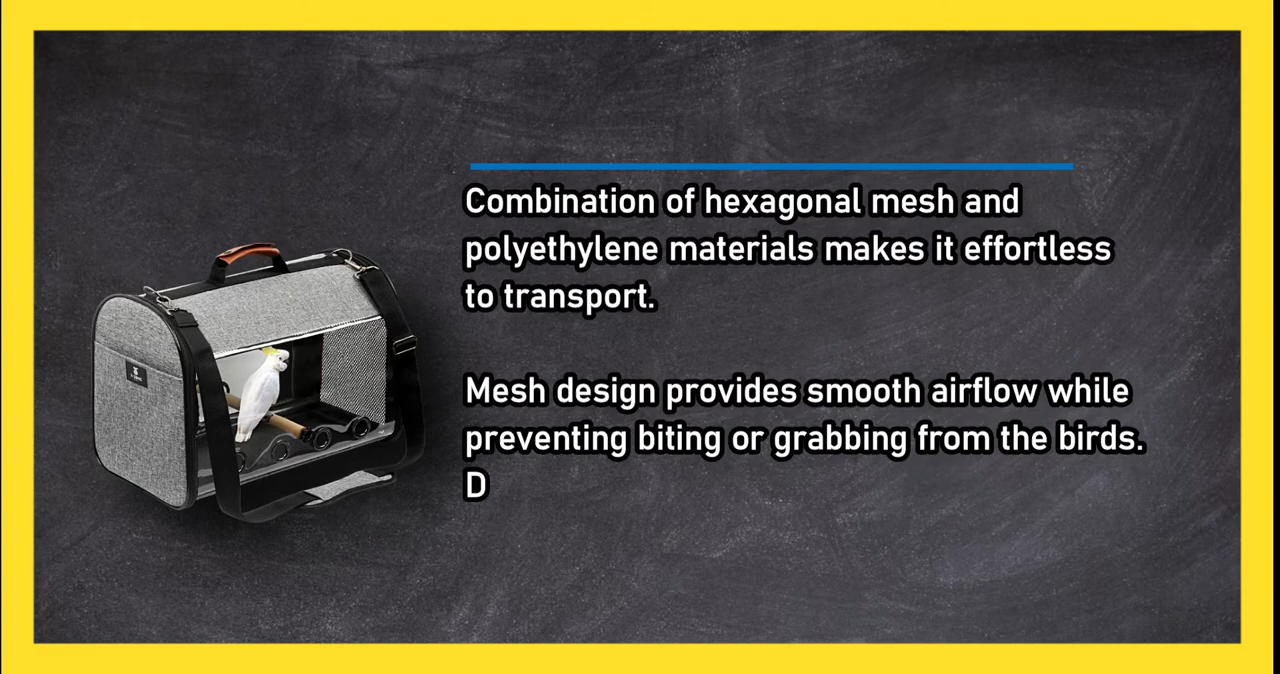 Combination of hexagonal mesh and
polyethylene materials makes it effortless
to transport.
Mesh design provides smooth airflow while
preventing biting or grabbing from the birds.
D